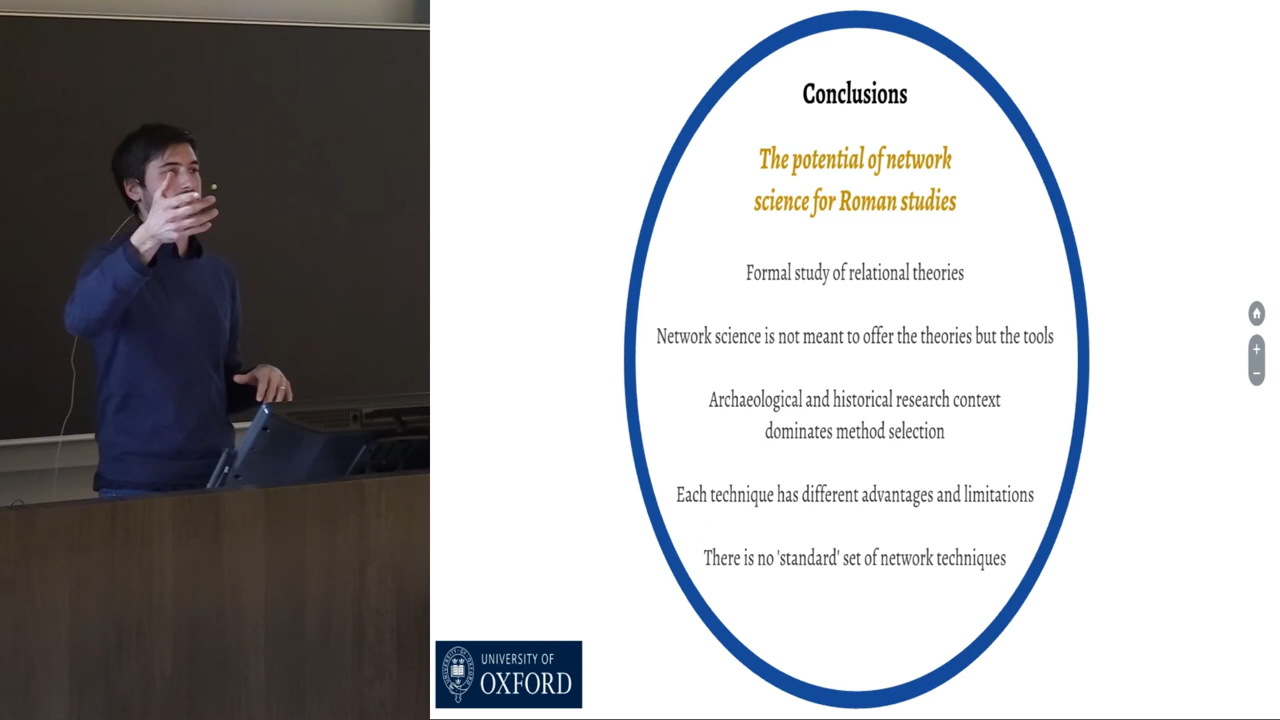 Conclusions
The potential of network
science for Roman studies
Formal study of relational theories
Network science is not meant to offer the theories but the tools
Archaeological and historical research context
dominates method selection
Each technique has different advantages and limitations
There is no 'standard' set of network techniques
UNIVERSITY OF
OXFORD